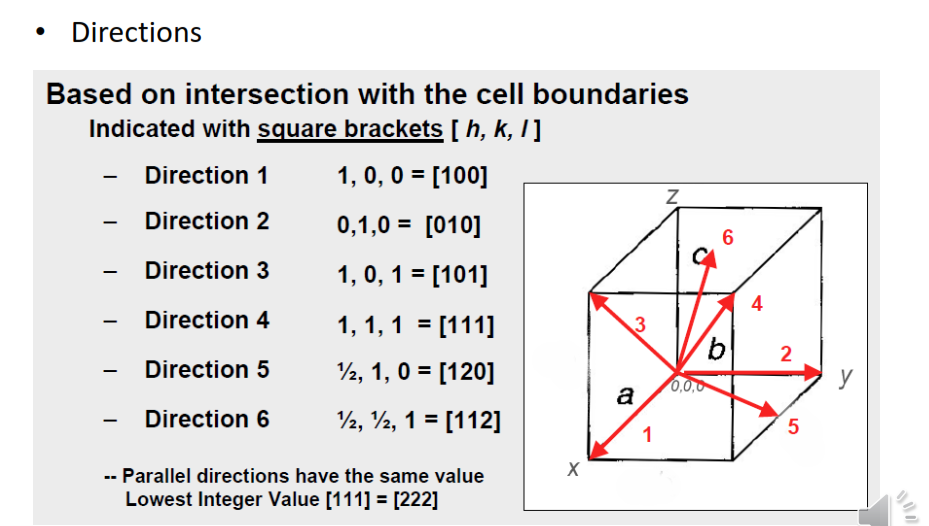 • Directions
Based on intersection with the cell boundaries
Indicated with square brackets [ h, k, l ]
– Direction 1 1, 0, 0 = [100]
– Direction 2 0,1,0 = [010]
– Direction 3 1, 0, 1 = [101]
– Direction 4 1, 1, 1 = [111]
– Direction 5 ½, 1, 0 = [120]
– Direction 6 ½, ½, 1 = [112]
-- Parallel directions have the same value
Lowest Integer Value [111] = [222]
z
6
c
4
3
b
2
y
0,0,0
a
5
1
x